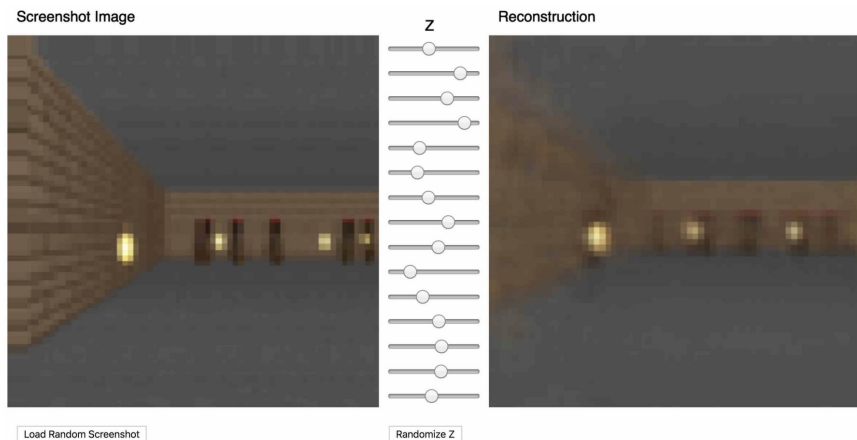 Screenshot Image
Z
Reconstruction
Load Random Screenshot
Randomize Z